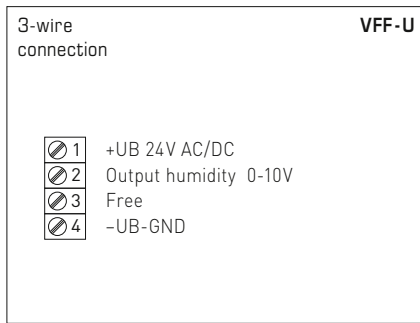 3-wire VFF-U
connection
1 +UB 24V AC/DC
2 Output humidity 0-10V
3 Free
4 –UB-GND